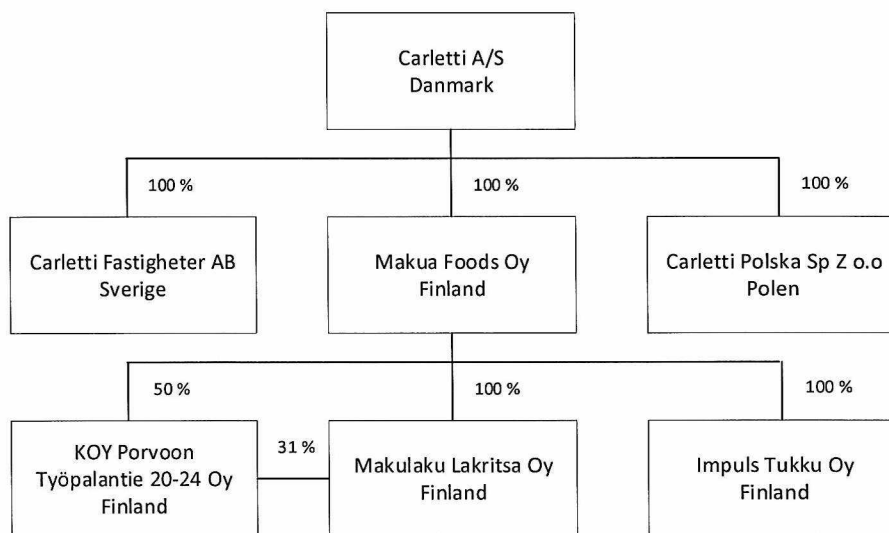 Carletti A/S
Danmark
100 %
100 %
100 %
Carletti Fastigheter AB
Sverige
Makua Foods Oy
Finland
Carletti Polska Sp Z o.o
Polen
50 %
100 %
100 %
KOY Porvoon
Työpalantie 20-24 Oy
Finland
31 %
Makulaku Lakritsa Oy
Finland
Impuls Tukku Oy
Finland